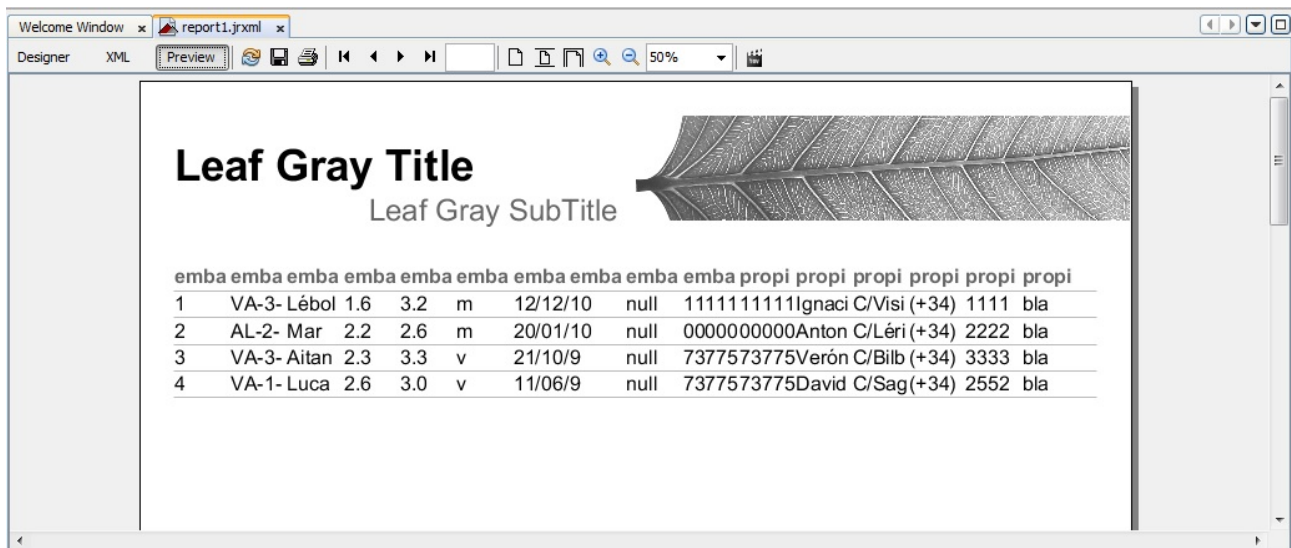 Welcome Window x report1.jrxml x
Designer XML Preview 50%
Leaf Gray Title
Leaf Gray SubTitle
emba emba emba emba emba emba emba emba emba emba propi propi propi propi propi propi
1 VA-3- Lébol 1.6 3.2 m 12/12/10 null 1111111111Ignaci C/Visi (+34) 1111 bla
2 AL-2- Mar 2.2 2.6 m 20/01/10 null 0000000000Anton C/Léri (+34) 2222 bla
3 VA-3- Aitan 2.3 3.3 v 21/10/9 null 7377573775Verón C/Bilb (+34) 3333 bla
4 VA-1- Luca 2.6 3.0 v 11/06/9 null 7377573775David C/Sag (+34) 2552 bla